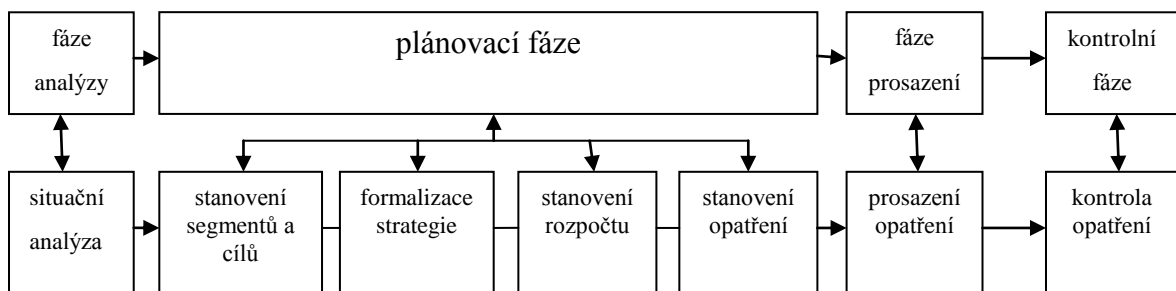 fáze
analýzy
plánovací fáze
fáze
prosazení
kontrolní
fáze
situační
analýza
stanovení
segmentů a
cílů
formalizace
strategie
stanovení
rozpočtu
stanovení
opatření
prosazení
opatření
kontrola
opatření